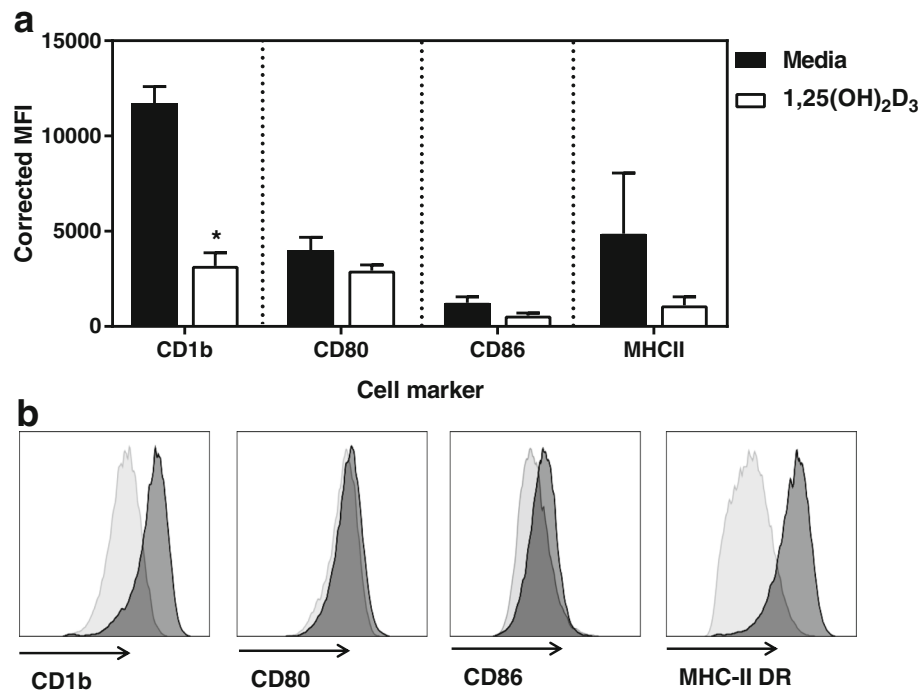 a
15000
10000
5000
0
Corrected MFI
*
Media
1,25(OH)₂D₃
CD1b CD80 CD86 MHCII
Cell marker
b
CD1b CD80 CD86 MHC-II DR